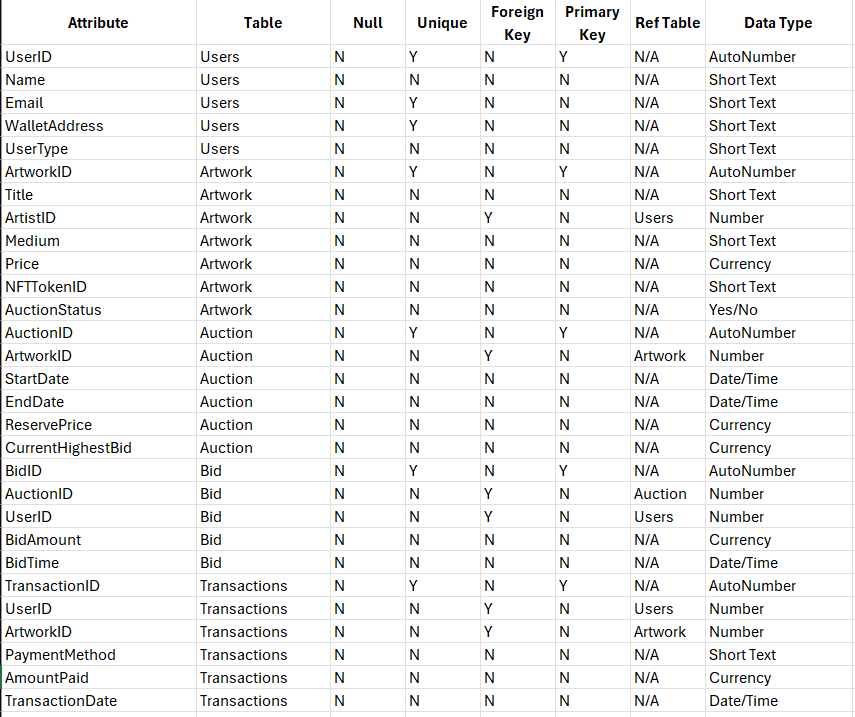 Attribute Table Null Unique Foreign Key Primary Key Ref Table Data Type
UserID Users N Y N Y N/A AutoNumber
Name Users N N N N N/A Short Text
Email Users N Y N N N/A Short Text
WalletAddress Users N Y N N N/A Short Text
UserType Users N N N N N/A Short Text
ArtworkID Artwork N Y N Y N/A AutoNumber
Title Artwork N N N N N/A Short Text
ArtistID Artwork N N Y N Users Number
Medium Artwork N N N N N/A Short Text
Price Artwork N N N N N/A Currency
NFTTokenID Artwork N N N N N/A Short Text
AuctionStatus Artwork N N N N N/A Yes/No
AuctionID Auction N Y N Y N/A AutoNumber
ArtworkID Auction N N Y N Artwork Number
StartDate Auction N N N N N/A Date/Time
EndDate Auction N N N N N/A Date/Time
ReservePrice Auction N N N N N/A Currency
CurrentHighestBid Auction N N N N N/A Currency
BidID Bid N Y N Y N/A AutoNumber
AuctionID Bid N N Y N Auction Number
UserID Bid N N Y N Users Number
BidAmount Bid N N N N N/A Currency
BidTime Bid N N N N N/A Date/Time
TransactionID Transactions N Y N Y N/A AutoNumber
UserID Transactions N N Y N Users Number
ArtworkID Transactions N N Y N Artwork Number
PaymentMethod Transactions N N N N N/A Short Text
AmountPaid Transactions N N N N N/A Currency
TransactionDate Transactions N N N N N/A Date/Time